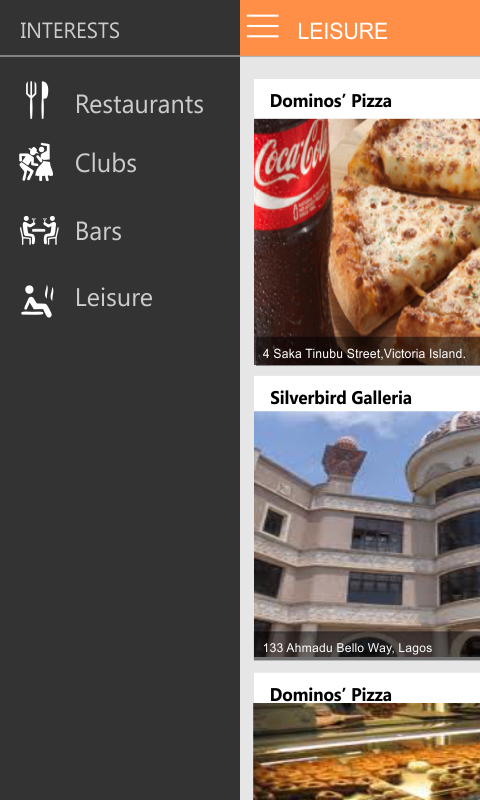 INTERESTS
Restaurants
Clubs
Bars
Leisure
LEISURE
Dominos’ Pizza
Coca-Cola
4 Saka Tinubu Street,Victoria Island.
Silverbird Galleria
133 Ahmadu Bello Way, Lagos
Dominos’ Pizza